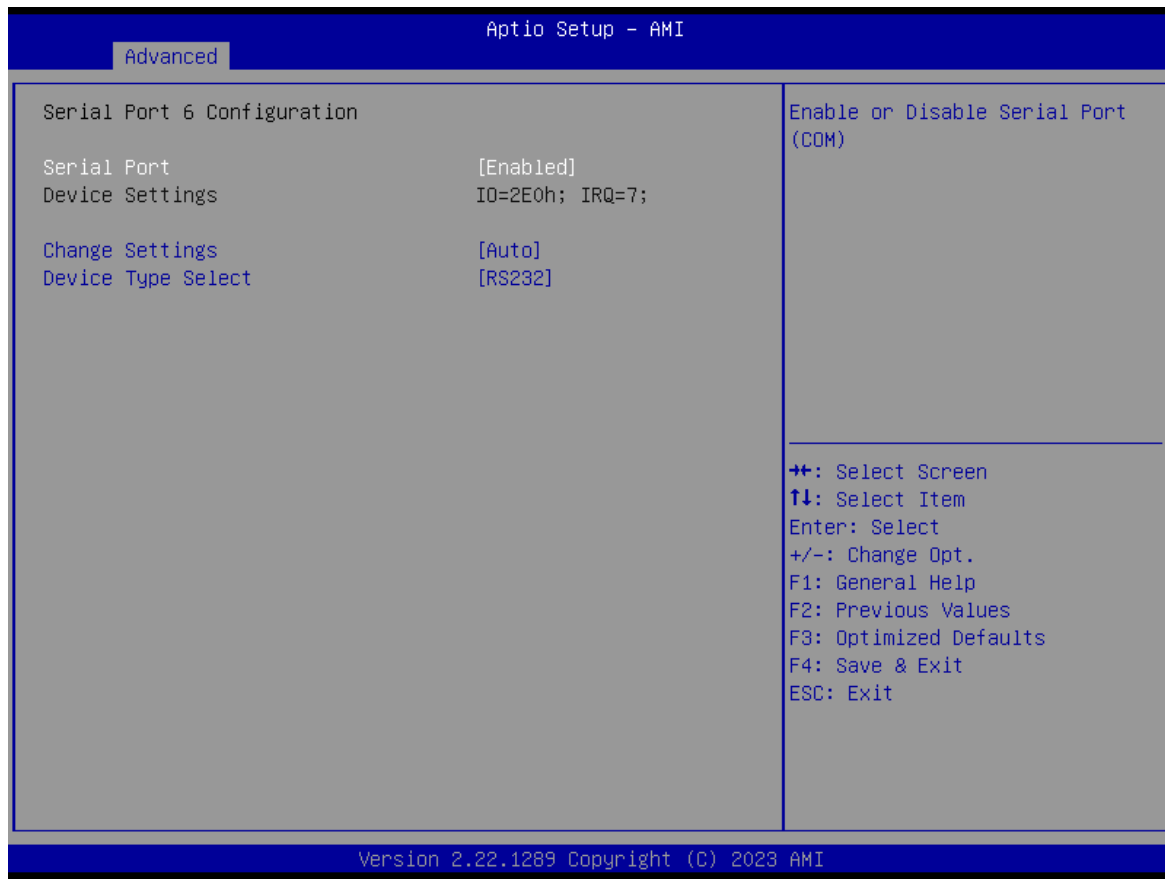 Aptio Setup – AMI
Advanced
Serial Port 6 Configuration
Serial Port [Enabled]
Device Settings IO=2E0h; IRQ=7;
Change Settings [Auto]
Device Type Select [RS232]
Enable or Disable Serial Port
(COM)
→←: Select Screen
↑↓: Select Item
Enter: Select
+/-: Change Opt.
F1: General Help
F2: Previous Values
F3: Optimized Defaults
F4: Save & Exit
ESC: Exit
Version 2.22.1289 Copyright (C) 2023 AMI